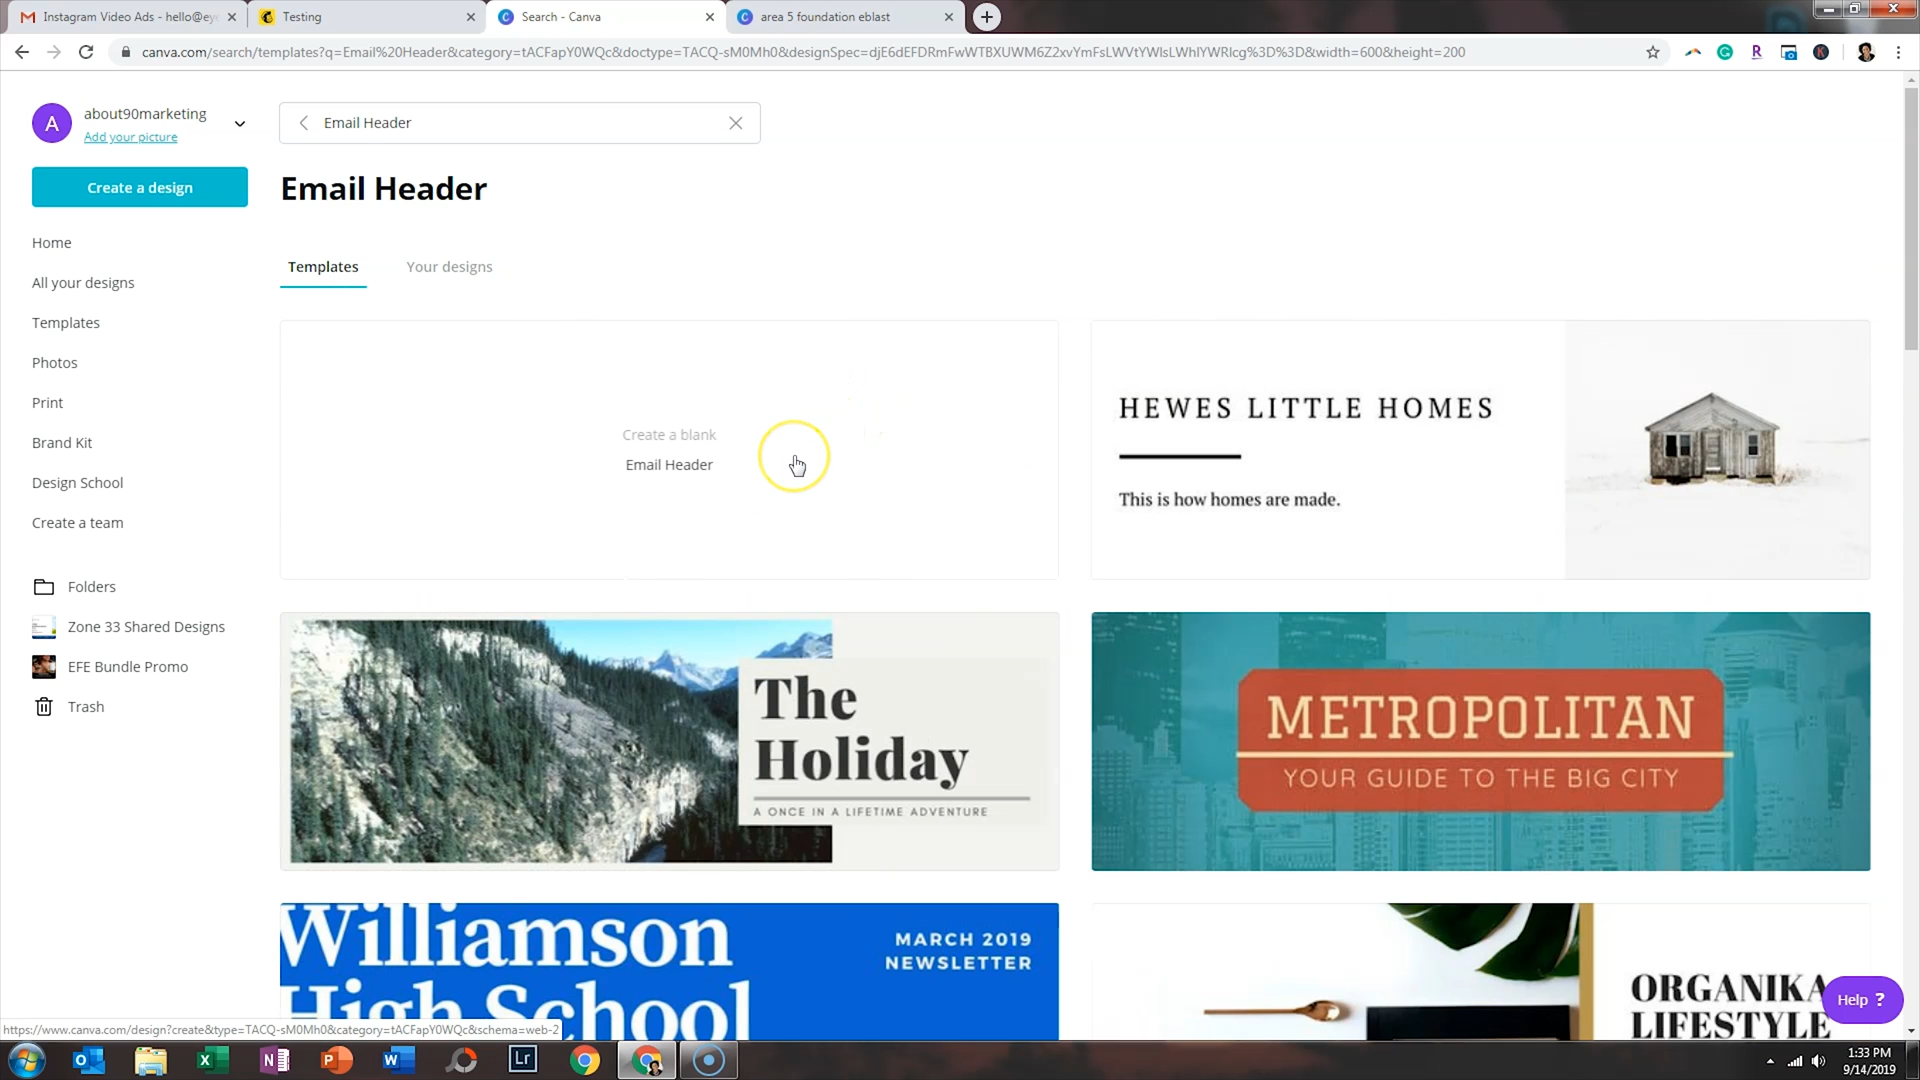 Instagram Video Ads - hello@eye
Testing
Search - Canva
area 5 foundation eblast
canva.com/search/templates?q=Email%20Header&category=tACFapY0WQc&doctype=TACQ-sM0Mh0&designSpec=djE6dEFDRmFwWTBXUWM6Z2xvYmFsLWVtYWlsLWhlYWRlcg%3D%3D&width=600&height=200
A
about90marketing
Add your picture
Email Header
Create a design
Email Header
Home
All your designs
Templates
Photos
Print
Brand Kit
Design School
Create a team
Folders
Zone 33 Shared Designs
EFE Bundle Promo
Trash
Templates
Your designs
Create a blank
Email Header
HEWES LITTLE HOMES
This is how homes are made.
The
Holiday
A ONCE IN A LIFETIME ADVENTURE
METROPOLITAN
YOUR GUIDE TO THE BIG CITY
Williamson
High School
MARCH 2019
NEWSLETTER
ORGANIKA
LIFESTYLE
Help ?
https://www.canva.com/design?create&type=TACQ-sM0Mh0&category=tACFapY0WQc&schema=web-2
Lr
1:33 PM
9/14/2019